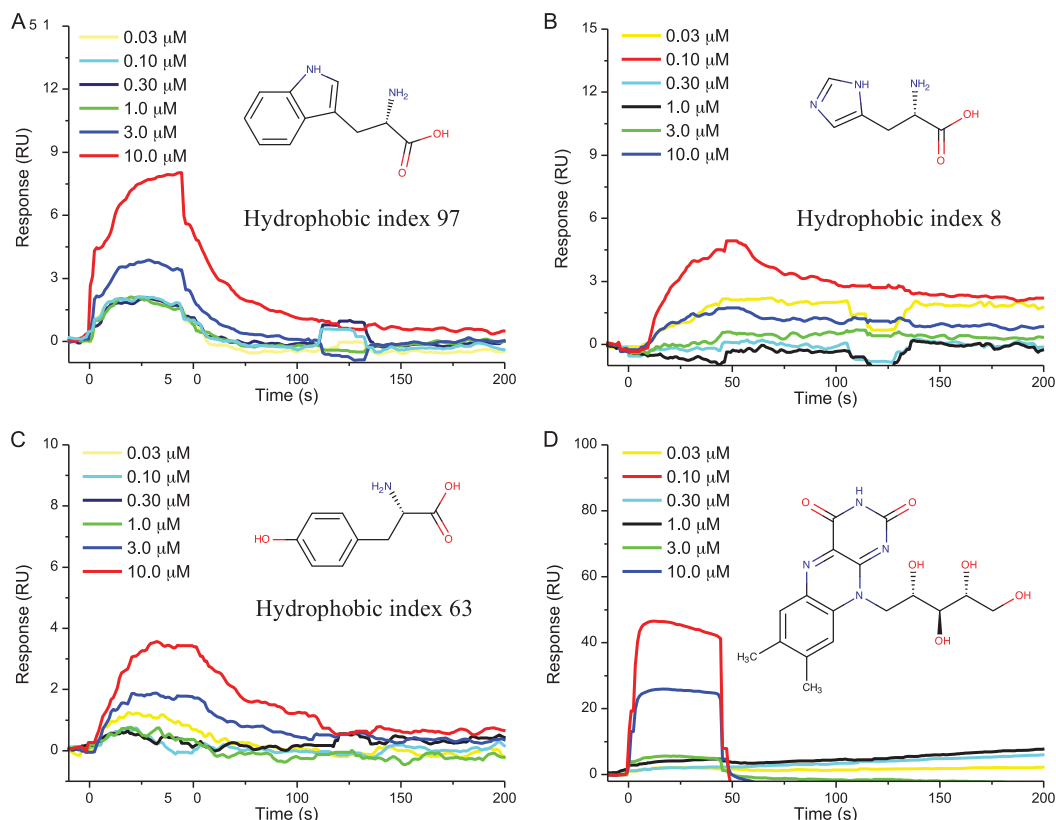 A
5 1
12
9
6
3
0
Response (RU)
0.03 μM
0.10 μM
0.30 μM
1.0 μM
3.0 μM
10.0 μM
NH
NH₂
OH
O
Hydrophobic index 97
0 5 0 100 150 200
Time (s)
B
15
12
9
6
3
0
Response (RU)
0.03 μM
0.10 μM
0.30 μM
1.0 μM
3.0 μM
10.0 μM
NH
N
NH₂
OH
O
Hydrophobic index 8
0 50 100 150 200
Time (s)
C
10
8
6
4
2
0
Response (RU)
0.03 μM
0.10 μM
0.30 μM
1.0 μM
3.0 μM
10.0 μM
H₂N
OH
O
HO
Hydrophobic index 63
0 5 0 100 150 200
Time (s)
D
100
80
60
40
20
0
Response (RU)
0.03 μM
0.10 μM
0.30 μM
1.0 μM
3.0 μM
10.0 μM
H
N
O O
N N
N N
OH OH
OH
OH
H₃C
CH₃
0 50 100 150 200
Time (s)